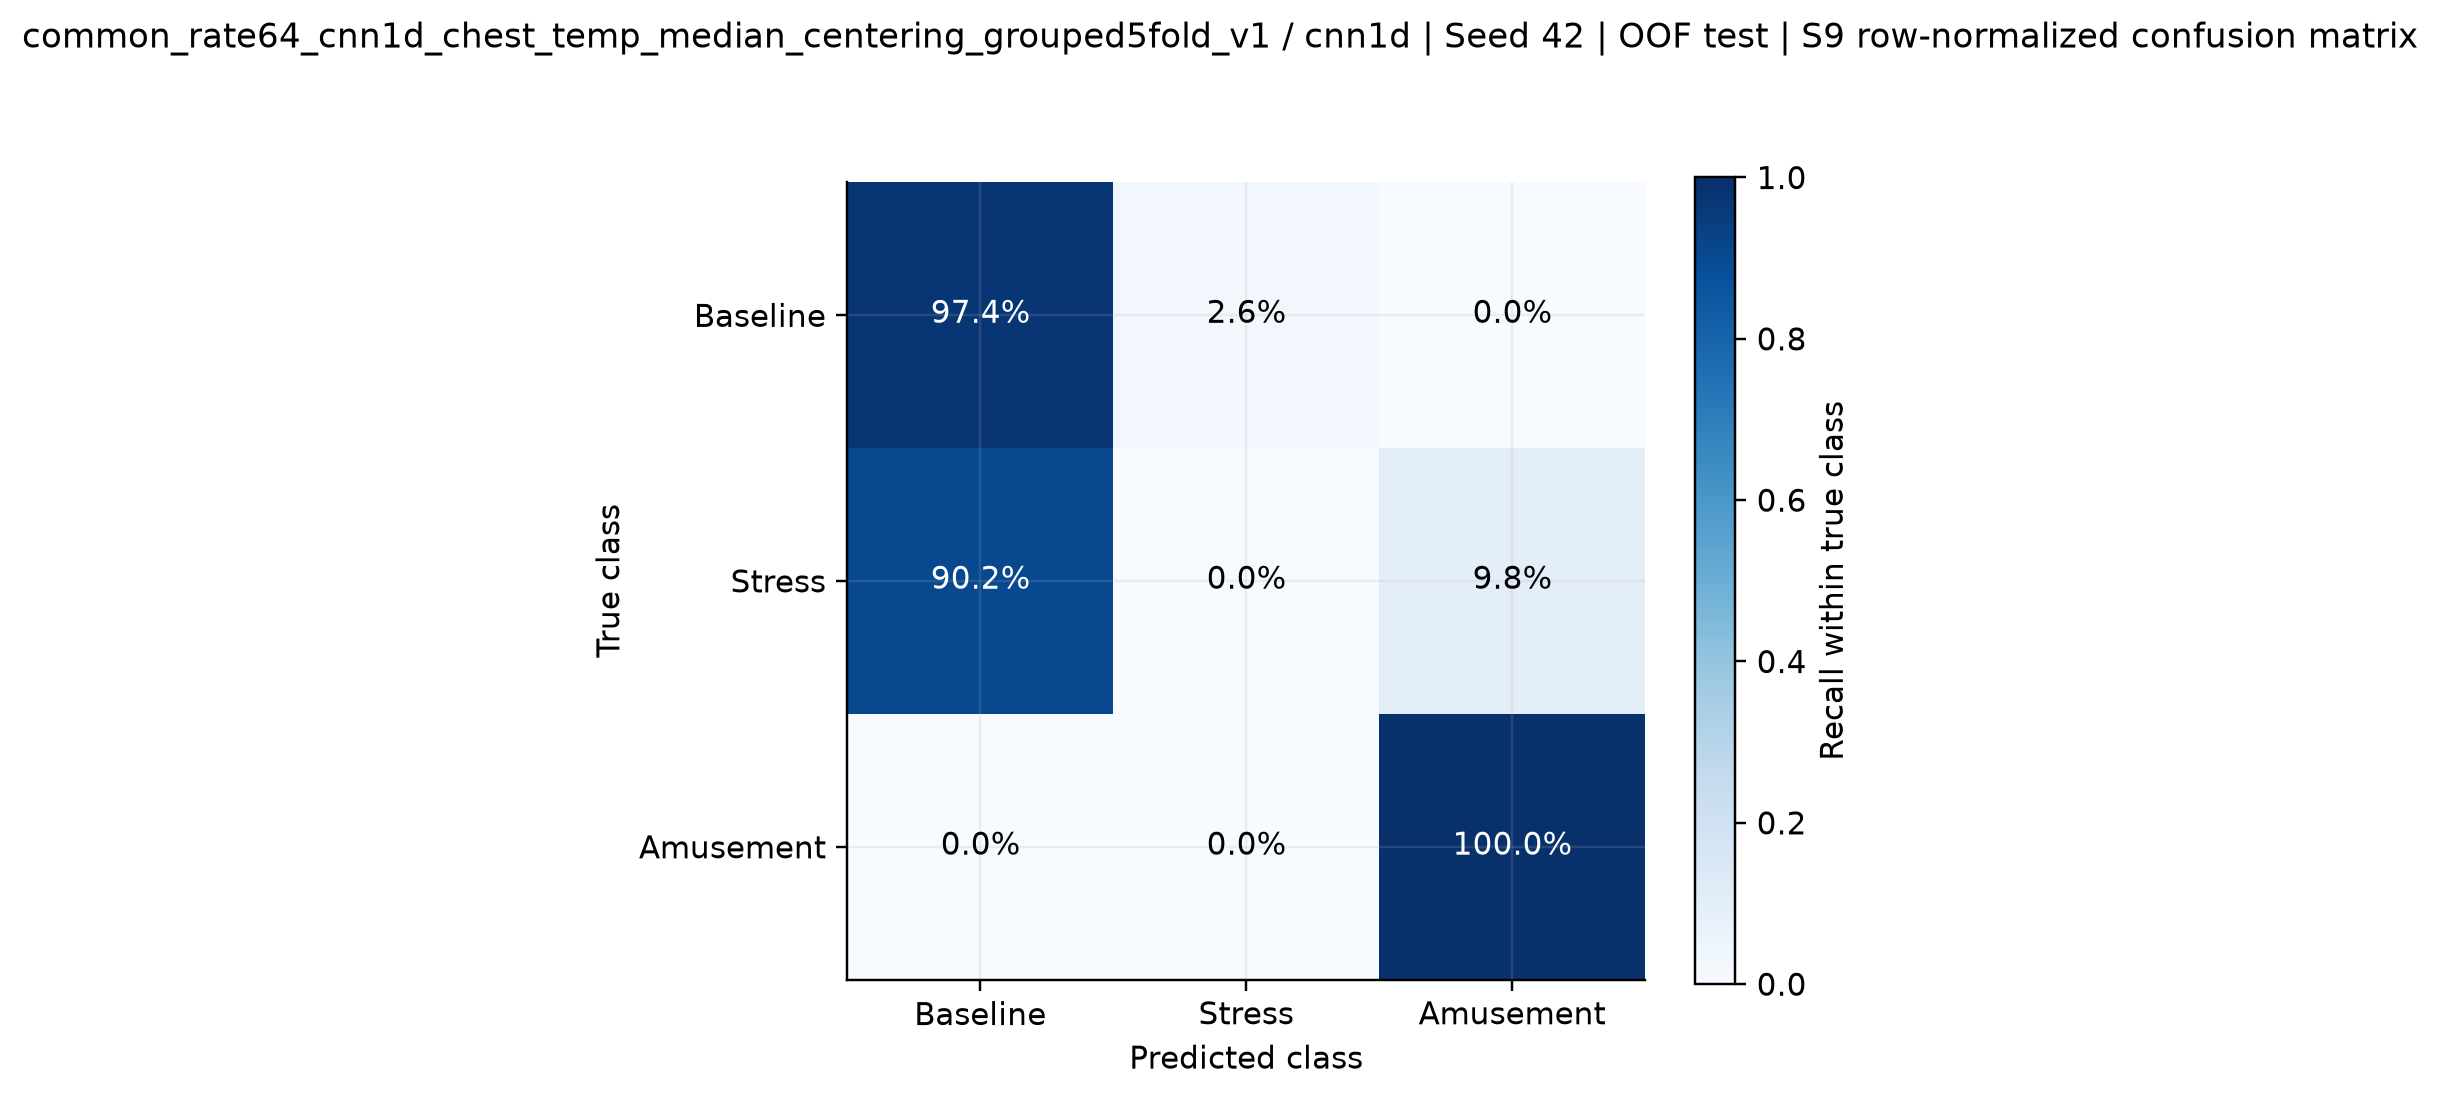 common_rate64_cnn1d_chest_temp_median_centering_grouped5fold_v1 / cnn1d | Seed 42 | OOF test | S9 row-normalized confusion matrix
True class
Baseline 97.4% 2.6% 0.0%
Stress 90.2% 0.0% 9.8%
Amusement 0.0% 0.0% 100.0%
Baseline Stress Amusement
Predicted class
1.0
0.8
0.6
0.4
0.2
0.0
Recall within true class